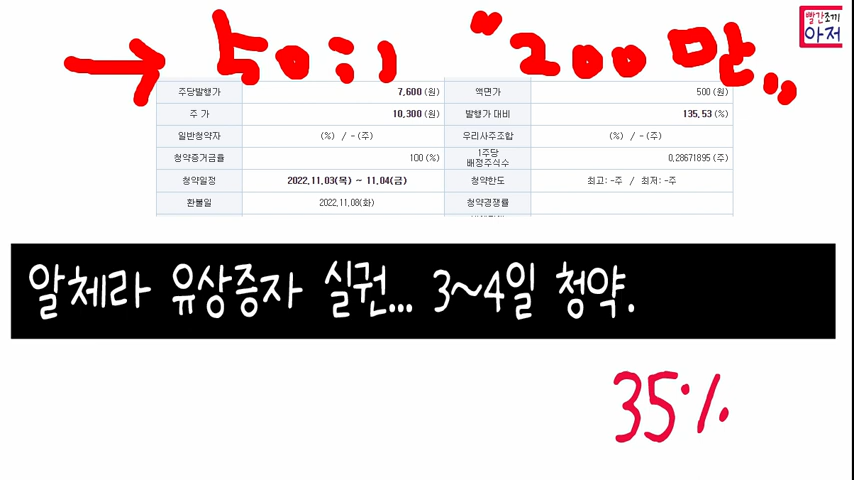 빨간조끼
아저
→ 50:1 "200만"
주당발행가 7,600 (원) 액면가 500 (원)
주 가 10,300 (원) 발행가 대비 135.53 (%)
일반청약자 (%) / - (주) 우리사주조합 (%) / - (주)
청약증거금률 100 (%) 1주당 배정주식수 0.28671895 (주)
청약일정 2022.11.03(목) ~ 11.04(금) 청약한도 최고: -주 / 최저: -주
환불일 2022.11.08(화) 청약경쟁률
알체라 유상증자 실권... 3~4일 청약.
35%